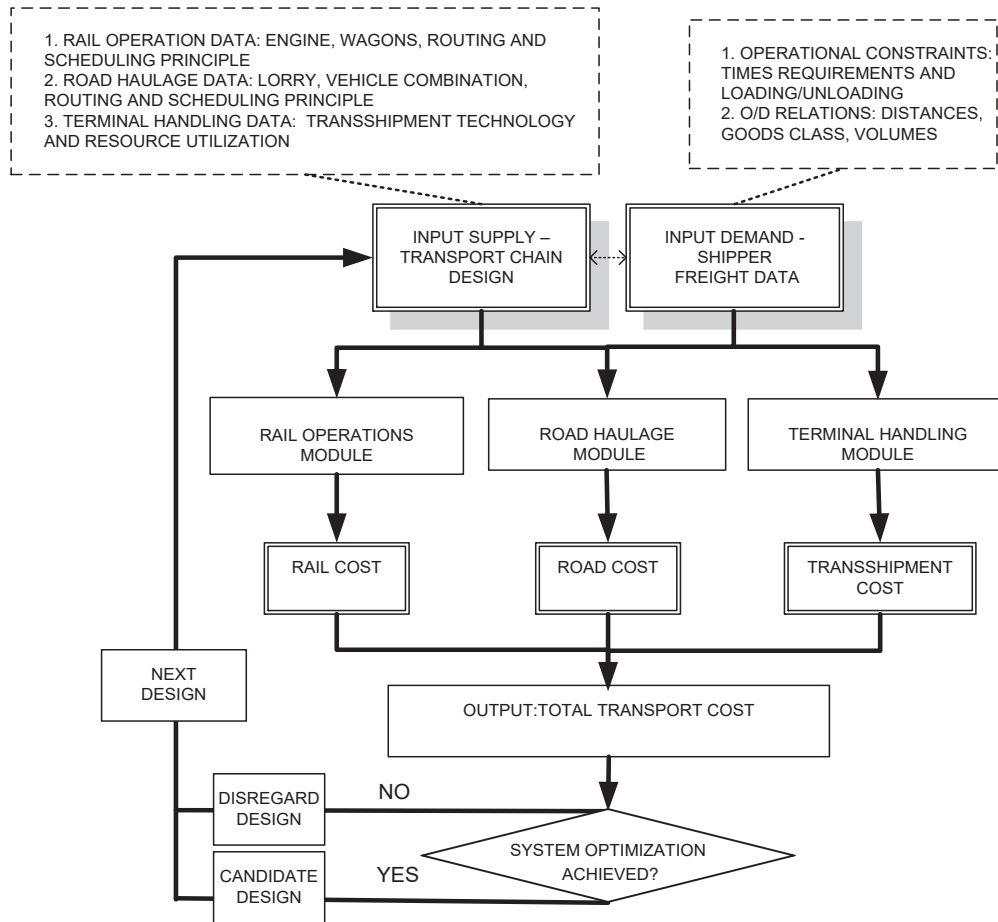 1. RAIL OPERATION DATA: ENGINE, WAGONS, ROUTING AND
SCHEDULING PRINCIPLE
2. ROAD HAULAGE DATA: LORRY, VEHICLE COMBINATION,
ROUTING AND SCHEDULING PRINCIPLE
3. TERMINAL HANDLING DATA: TRANSSHIPMENT TECHNOLOGY
AND RESOURCE UTILIZATION
1. OPERATIONAL CONSTRAINTS:
TIMES REQUIREMENTS AND
LOADING/UNLOADING
2. O/D RELATIONS: DISTANCES,
GOODS CLASS, VOLUMES
INPUT SUPPLY –
TRANSPORT CHAIN
DESIGN
INPUT DEMAND -
SHIPPER
FREIGHT DATA
RAIL OPERATIONS
MODULE
ROAD HAULAGE
MODULE
TERMINAL HANDLING
MODULE
RAIL COST
ROAD COST
TRANSSHIPMENT
COST
NEXT
DESIGN
OUTPUT:TOTAL TRANSPORT COST
DISREGARD
DESIGN
NO
SYSTEM OPTIMIZATION
ACHIEVED?
CANDIDATE
DESIGN
YES